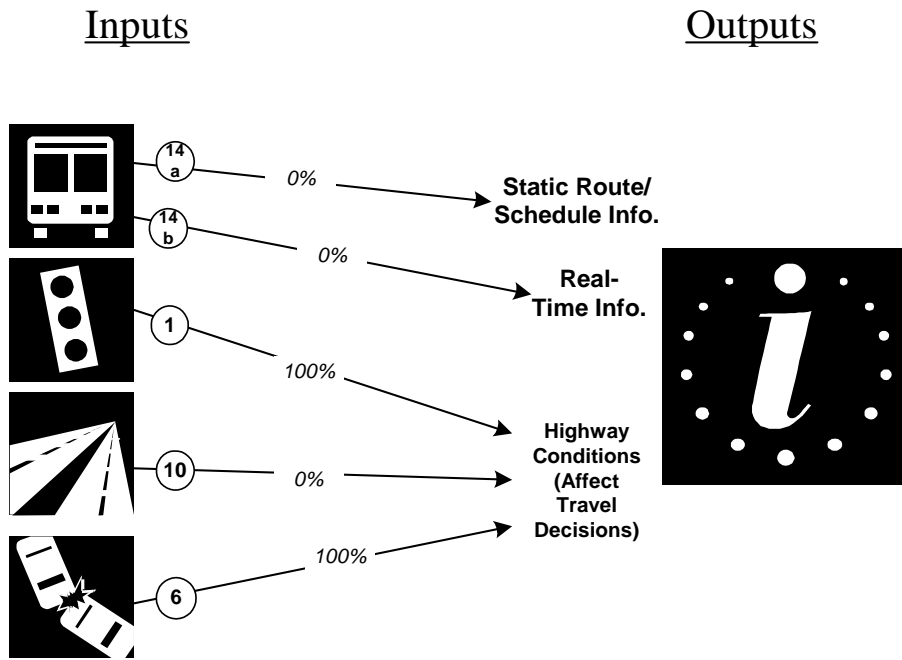 Inputs
Outputs
14
a
0%
Static Route/
Schedule Info.
14
b
0%
Real-
Time Info.
1
100%
Highway
Conditions
(Affect
Travel
Decisions)
10
0%
6
100%
i